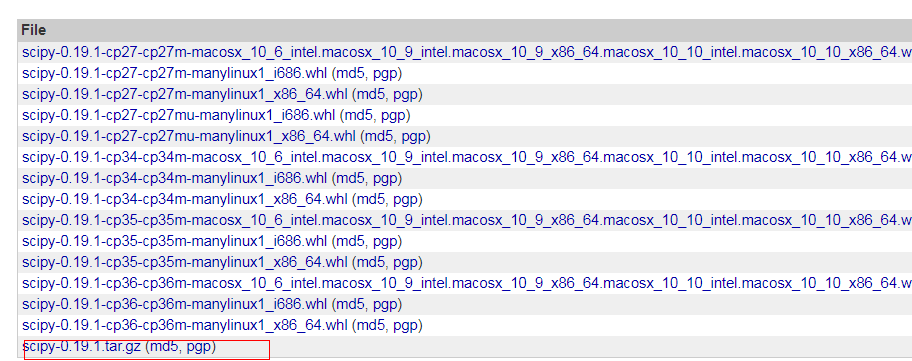 File
scipy-0.19.1-cp27-cp27m-macosx_10_6_intel.macosx_10_9_intel.macosx_10_9_x86_64.macosx_10_10_intel.macosx_10_10_x86_64.w
scipy-0.19.1-cp27-cp27m-manylinux1_i686.whl (md5, pgp)
scipy-0.19.1-cp27-cp27m-manylinux1_x86_64.whl (md5, pgp)
scipy-0.19.1-cp27-cp27mu-manylinux1_i686.whl (md5, pgp)
scipy-0.19.1-cp27-cp27mu-manylinux1_x86_64.whl (md5, pgp)
scipy-0.19.1-cp34-cp34m-macosx_10_6_intel.macosx_10_9_intel.macosx_10_9_x86_64.macosx_10_10_intel.macosx_10_10_x86_64.w
scipy-0.19.1-cp34-cp34m-manylinux1_i686.whl (md5, pgp)
scipy-0.19.1-cp34-cp34m-manylinux1_x86_64.whl (md5, pgp)
scipy-0.19.1-cp35-cp35m-macosx_10_6_intel.macosx_10_9_intel.macosx_10_9_x86_64.macosx_10_10_intel.macosx_10_10_x86_64.w
scipy-0.19.1-cp35-cp35m-manylinux1_i686.whl (md5, pgp)
scipy-0.19.1-cp35-cp35m-manylinux1_x86_64.whl (md5, pgp)
scipy-0.19.1-cp36-cp36m-macosx_10_6_intel.macosx_10_9_intel.macosx_10_9_x86_64.macosx_10_10_intel.macosx_10_10_x86_64.w
scipy-0.19.1-cp36-cp36m-manylinux1_i686.whl (md5, pgp)
scipy-0.19.1-cp36-cp36m-manylinux1_x86_64.whl (md5, pgp)
scipy-0.19.1.tar.gz (md5, pgp)